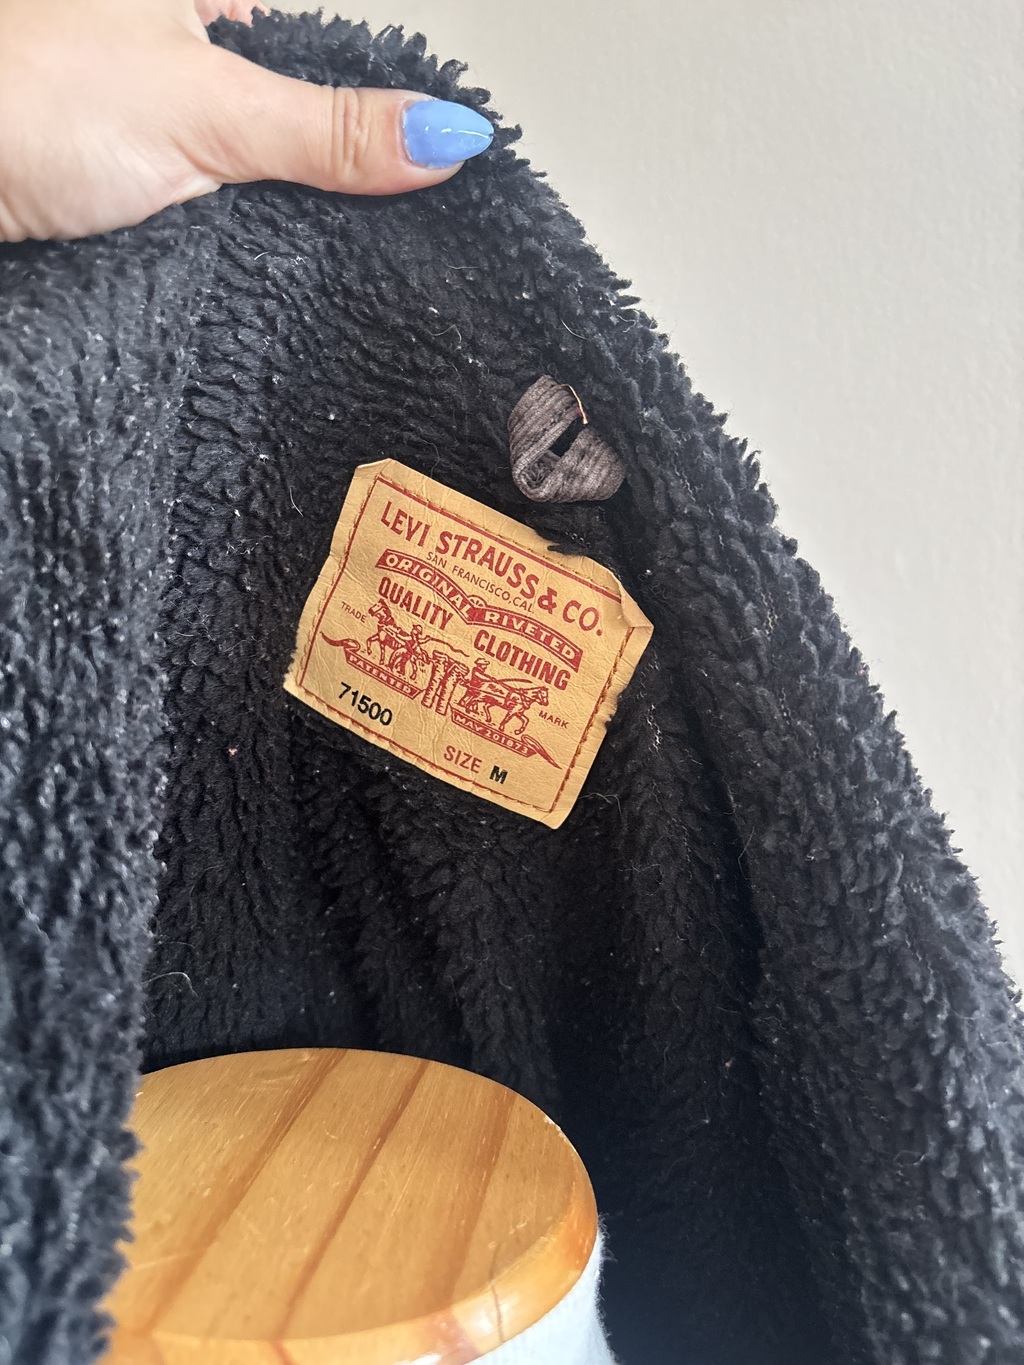 LEVI STRAUSS & CO.
SAN FRANCISCO, CAL.
ORIGINAL RIVETED
QUALITY CLOTHING
TRADE MARK
PATENTED MAY 20 1873
71500
SIZE M